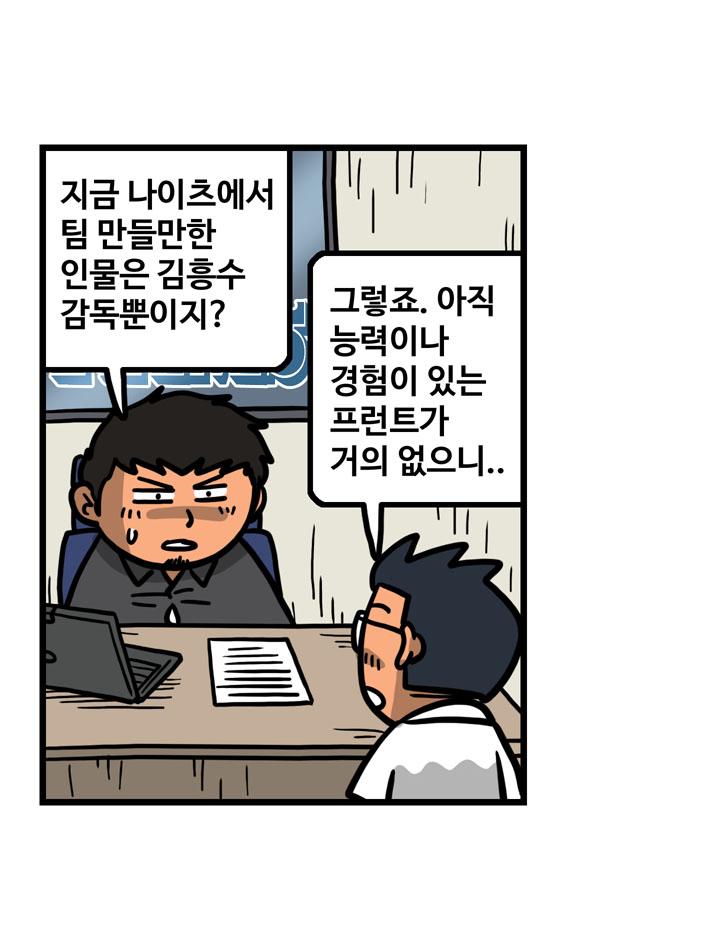 지금 나이츠에서
팀 만들만한
인물은 김흥수
감독뿐이지?
그렇죠. 아직
능력이나
경험이 있는
프런트가
거의 없으니..